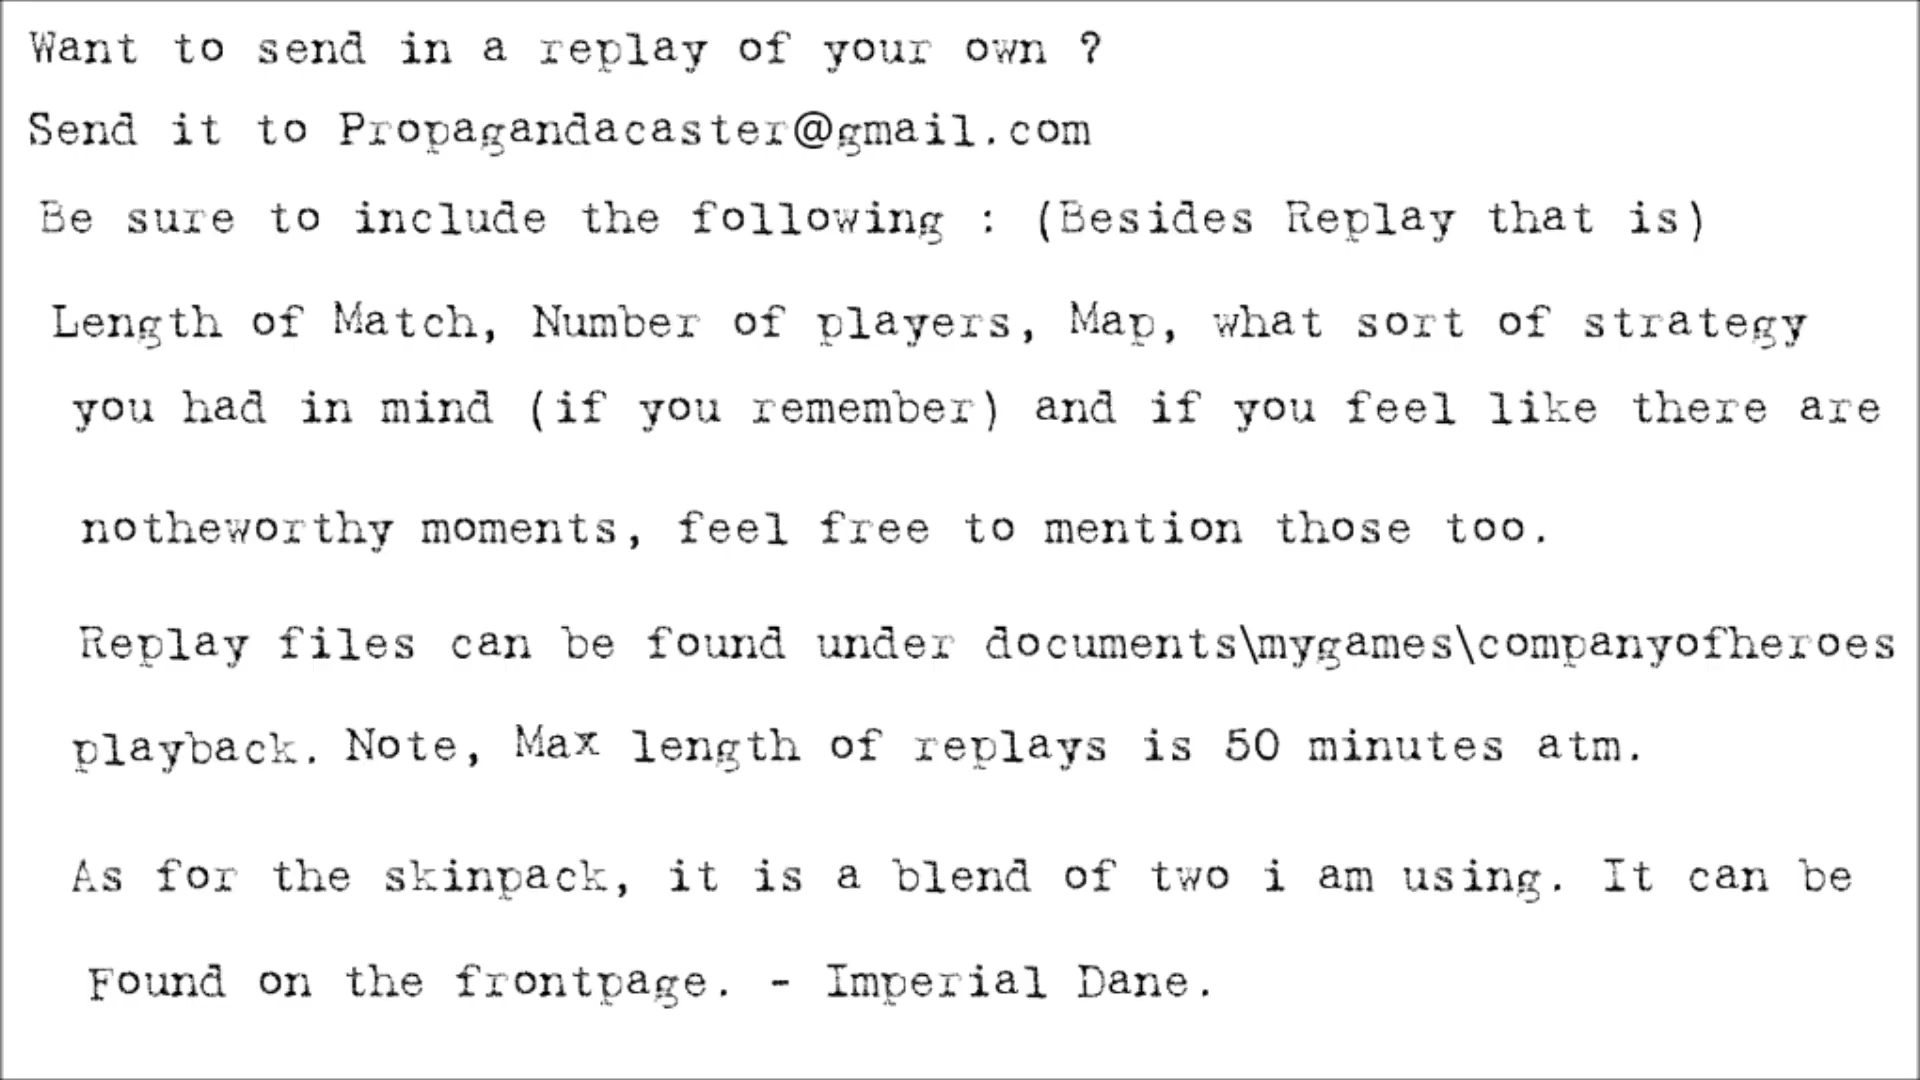 Want to send in a replay of your own ?
Send it to Propagandacaster@gmail.com
Be sure to include the following : (Besides Replay that is)
Length of Match, Number of players, Map, what sort of strategy
you had in mind (if you remember) and if you feel like there are
notheworthy moments, feel free to mention those too.
Replay files can be found under documents\mygames\companyofheroes
playback. Note, Max length of replays is 50 minutes atm.
As for the skinpack, it is a blend of two i am using. It can be
Found on the frontpage. - Imperial Dane.